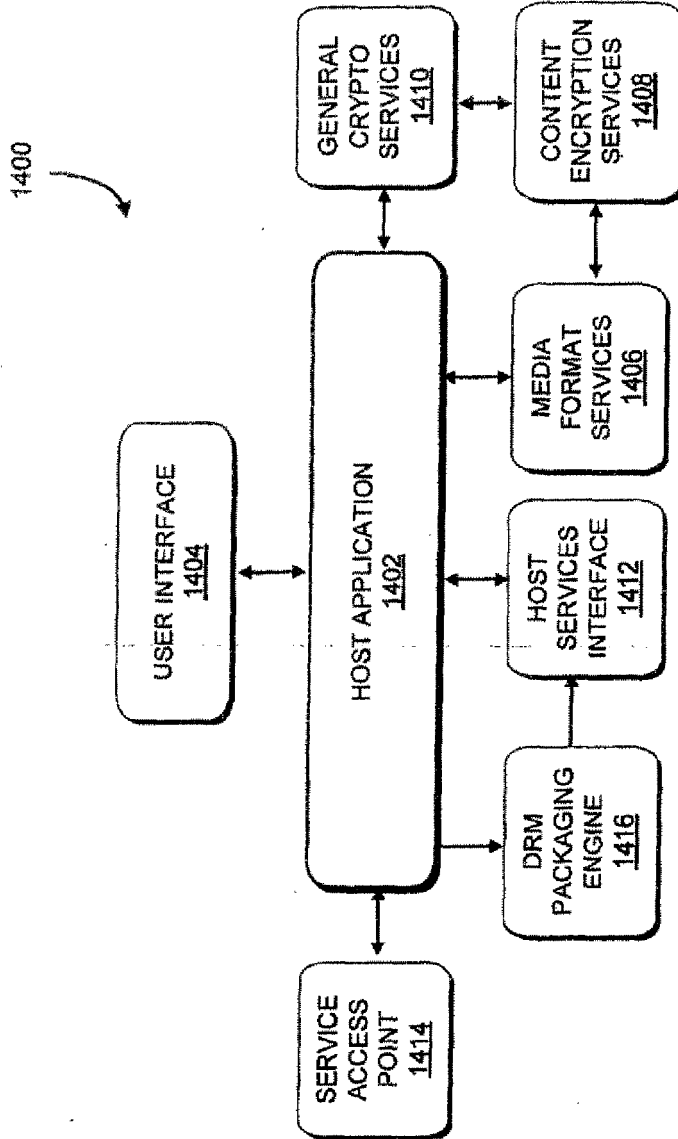 1400
USER INTERFACE
1404
HOST APPLICATION
1402
SERVICE
ACCESS
POINT
1414
GENERAL
CRYPTO
SERVICES
1410
DRM
PACKAGING
ENGINE
1416
HOST
SERVICES
INTERFACE
1412
MEDIA
FORMAT
SERVICES
1406
CONTENT
ENCRYPTION
SERVICES
1408